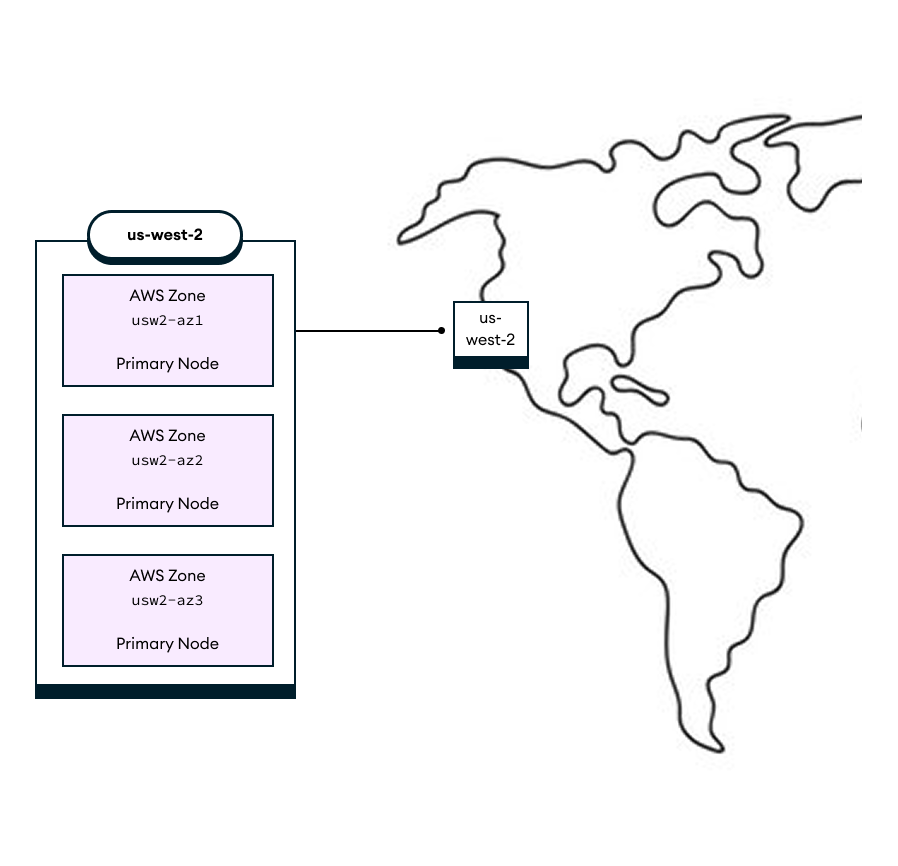 us-west-2
AWS Zone
usw2-az1
Primary Node
AWS Zone
usw2-az2
Primary Node
AWS Zone
usw2-az3
Primary Node
us-
west-2